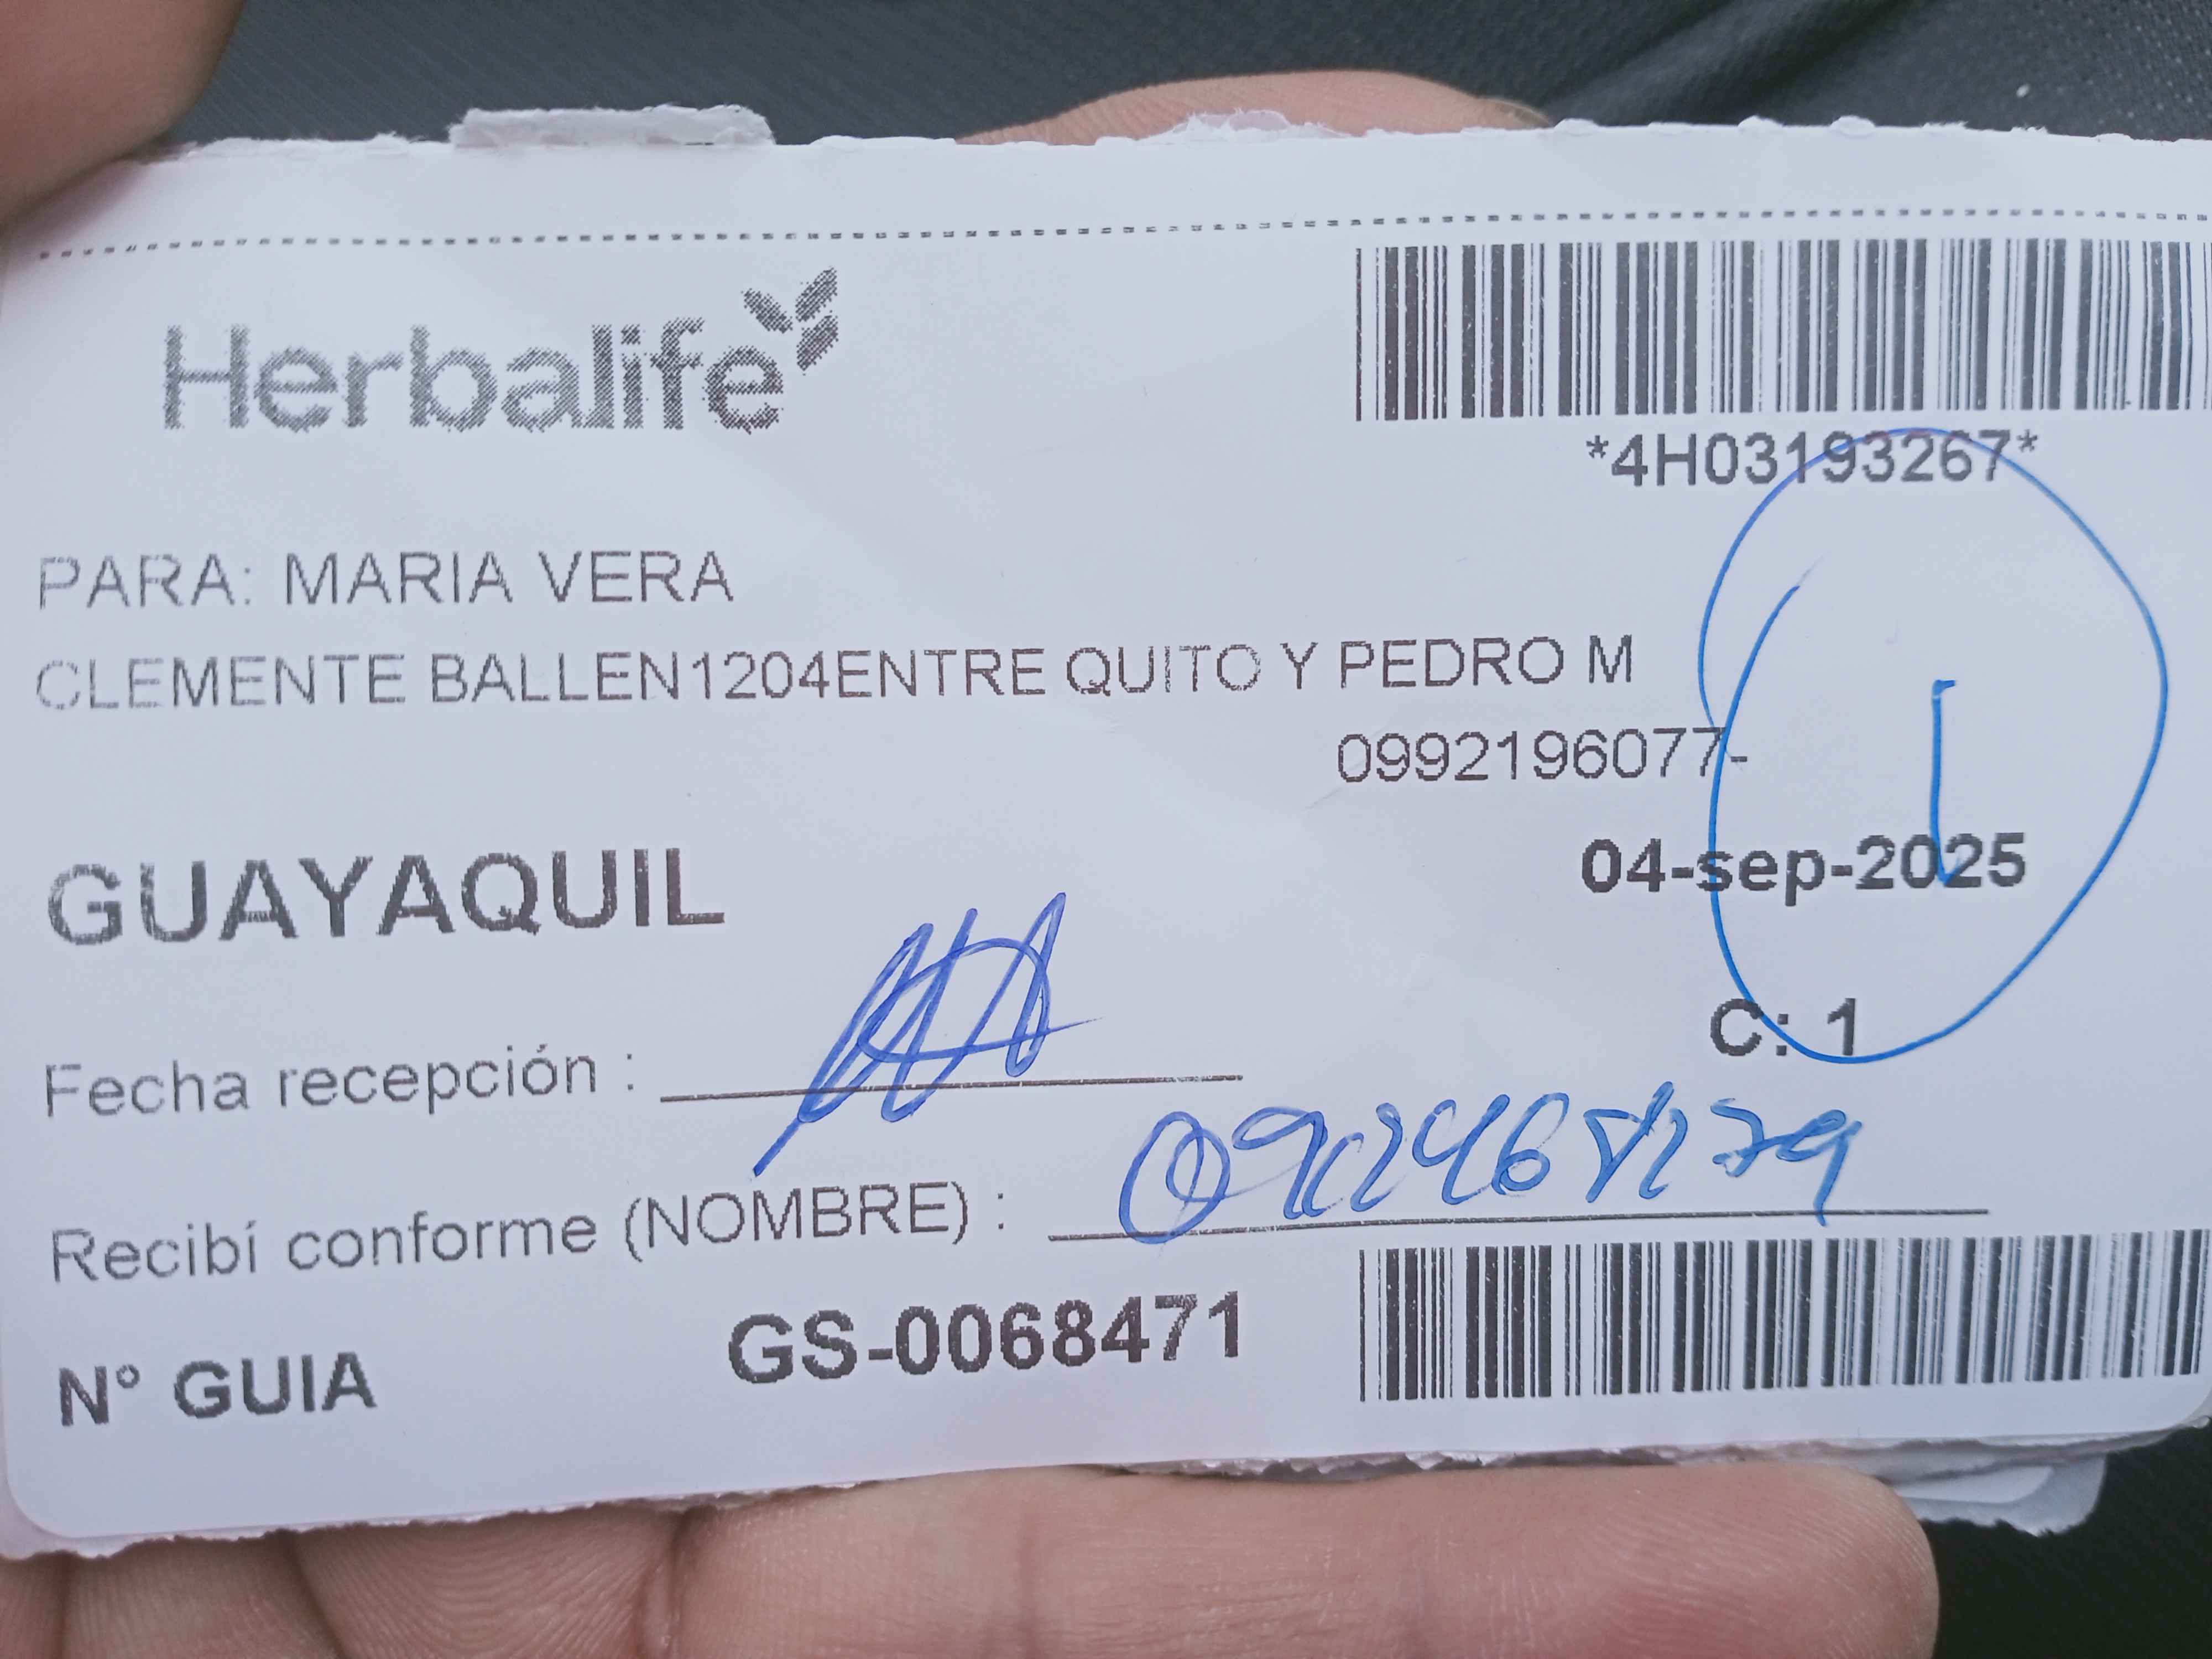 Herbalife
*4H03193267*
PARA: MARIA VERA
CLEMENTE BALLEN1204ENTRE QUITO Y PEDRO M
0992196077-
GUAYAQUIL
04-sep-2025
1
C: 1
Fecha recepción :
Recibí conforme (NOMBRE) :
N° GUIA GS-0068471